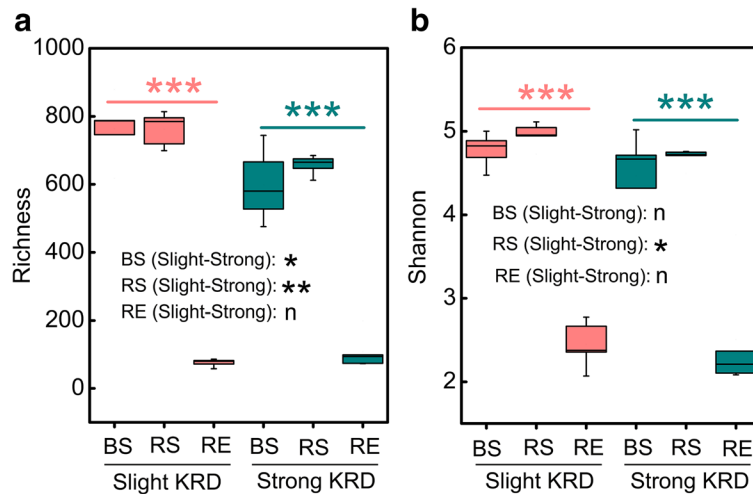 a
1000
800
600
400
200
0
Richness
***
***
BS (Slight-Strong): *
RS (Slight-Strong): **
RE (Slight-Strong): n
BS RS RE BS RS RE
Slight KRD Strong KRD
b
6
5
4
3
2
Shannon
***
***
BS (Slight-Strong): n
RS (Slight-Strong): *
RE (Slight-Strong): n
BS RS RE BS RS RE
Slight KRD Strong KRD